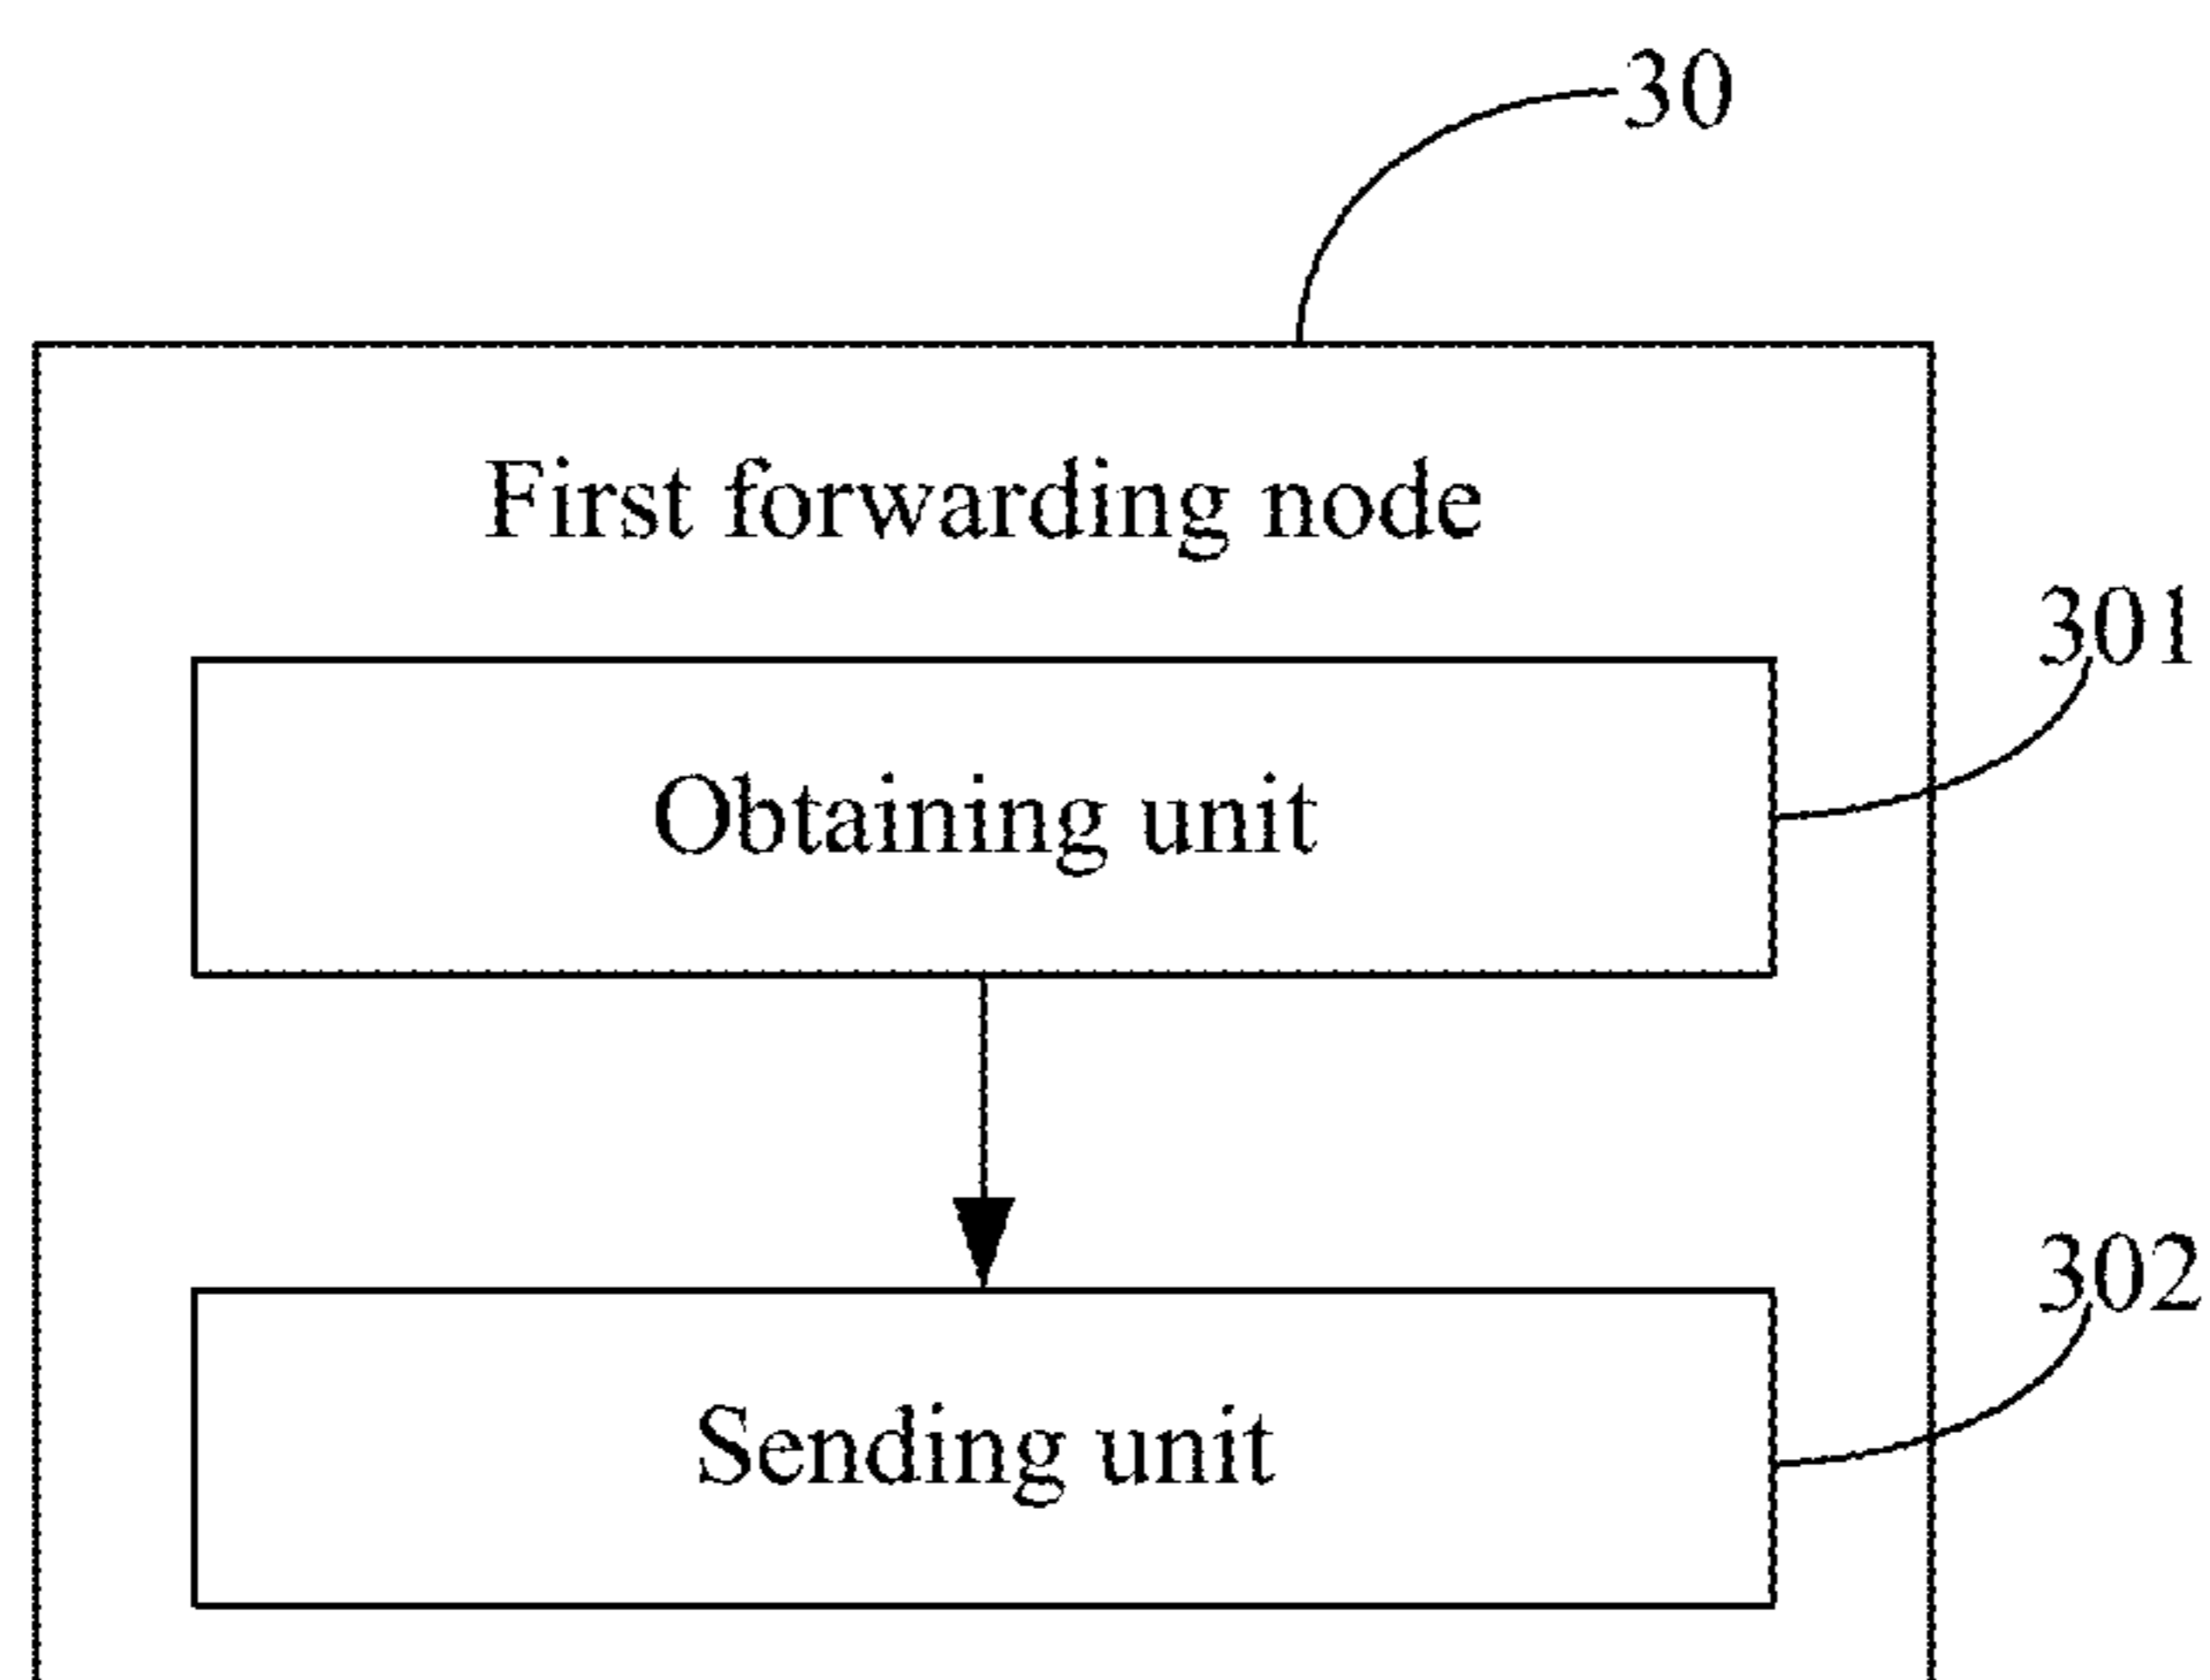 30
First forwarding node
301
Obtaining unit
302
Sending unit